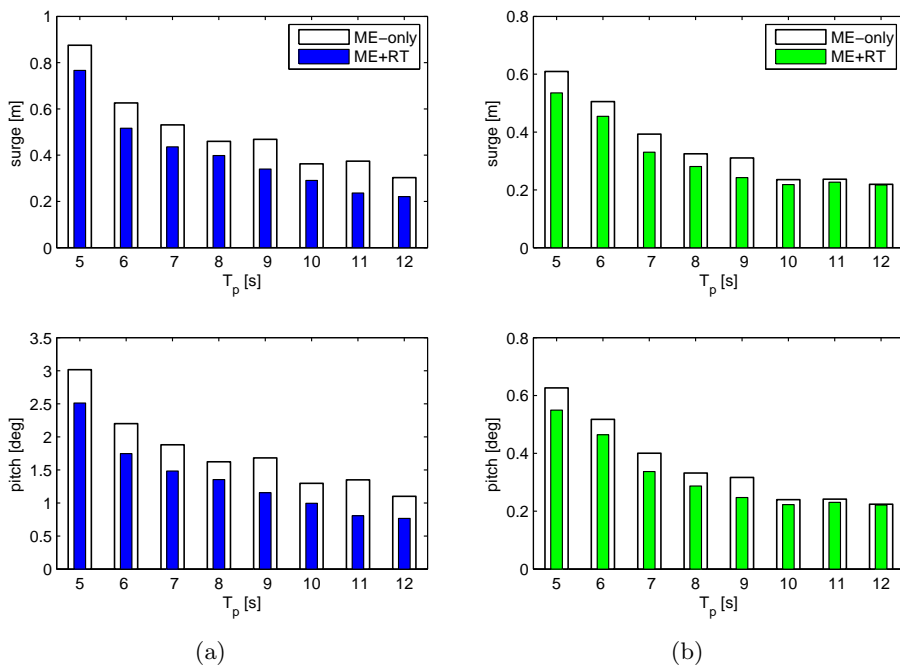 1
0.8
0.6
0.4
0.2
0
surge [m]
5 6 7 8 9 10 11 12
T_p [s]
ME−only
ME+RT
0.8
0.6
0.4
0.2
0
surge [m]
5 6 7 8 9 10 11 12
T_p [s]
ME−only
ME+RT
3.5
3
2.5
2
1.5
1
0.5
0
pitch [deg]
5 6 7 8 9 10 11 12
T_p [s]
0.8
0.6
0.4
0.2
0
pitch [deg]
5 6 7 8 9 10 11 12
T_p [s]
(a)
(b)